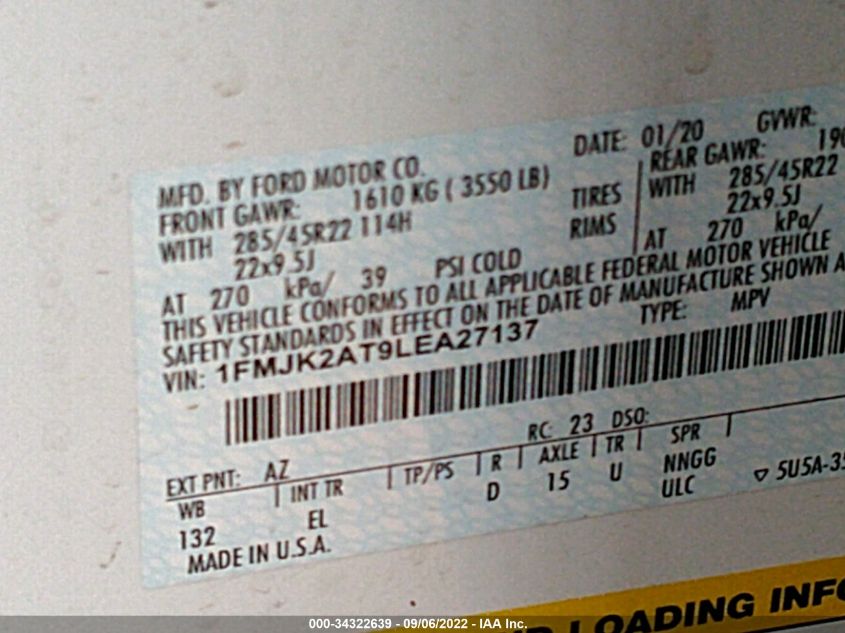 MFD. BY FORD MOTOR CO. DATE: 01/20 GVWR:
FRONT GAWR: 1610 KG ( 3550 LB) REAR GAWR: 190
WITH 285/45R22 114H TIRES WITH 285/45R22
22x9.5J RIMS 22x9.5J
AT 270 kPa/ 39 PSI COLD AT 270 kPa/
THIS VEHICLE CONFORMS TO ALL APPLICABLE FEDERAL MOTOR VEHICLE
SAFETY STANDARDS IN EFFECT ON THE DATE OF MANUFACTURE SHOWN A
VIN: 1FMJK2AT9LEA27137 TYPE: MPV
EXT PNT: AZ RC: 23 DSO:
WB INT TR TP/PS R AXLE TR SPR
132 EL D 15 U NNGG
ULC ▽ 5U5A-35
MADE IN U.S.A.
LOADING INFO
000-34322639 - 09/06/2022 - IAA Inc.